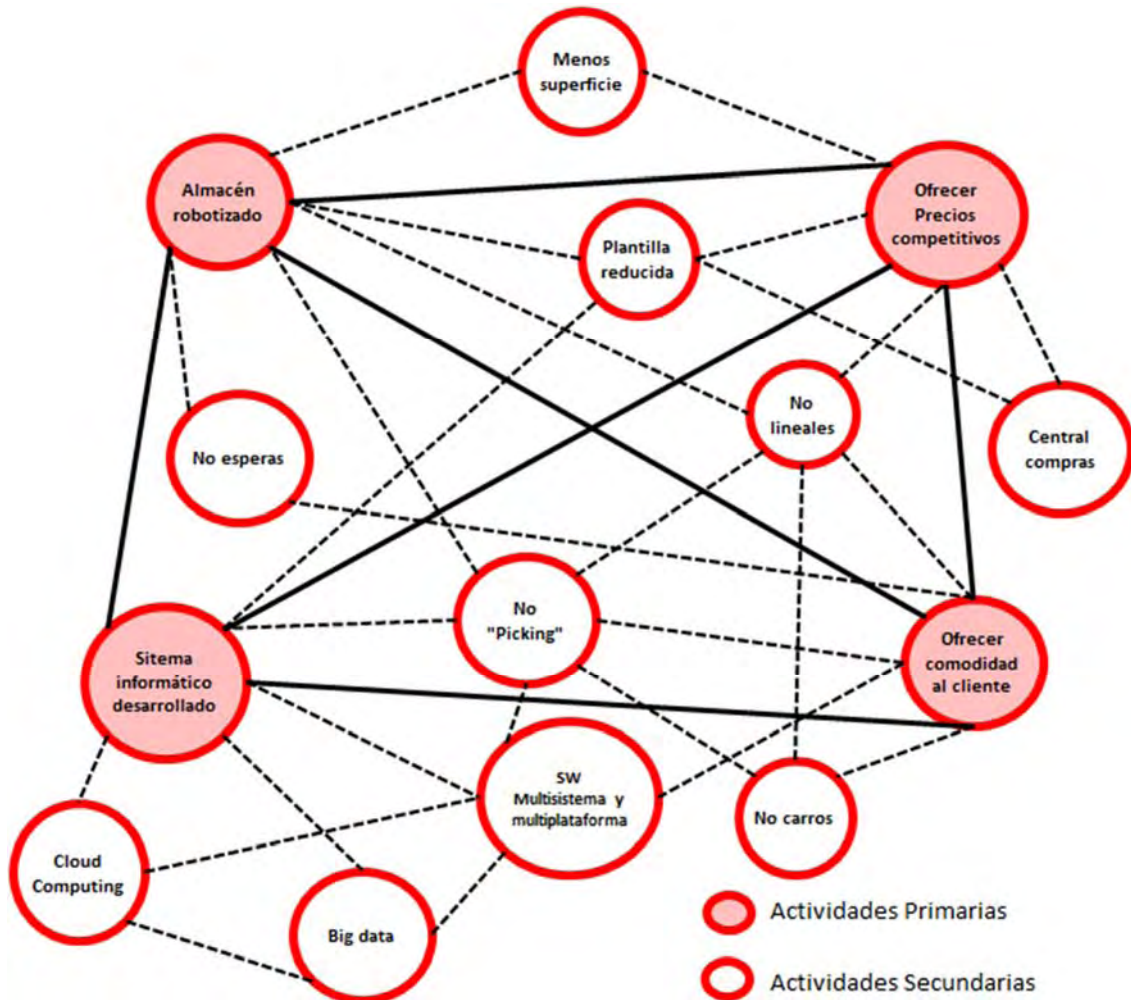 Menos
superficie
Almacén
robotizado
Ofrecer
Precios
competitivos
Plantilla
reducida
No
lineales
Central
compras
No esperas
No
"Picking"
Ofrecer
comodidad
al cliente
Sitema
informático
desarrollado
SW
Multisistema y
multiplataforma
No carros
Cloud
Computing
Big data
Actividades Primarias
Actividades Secundarias